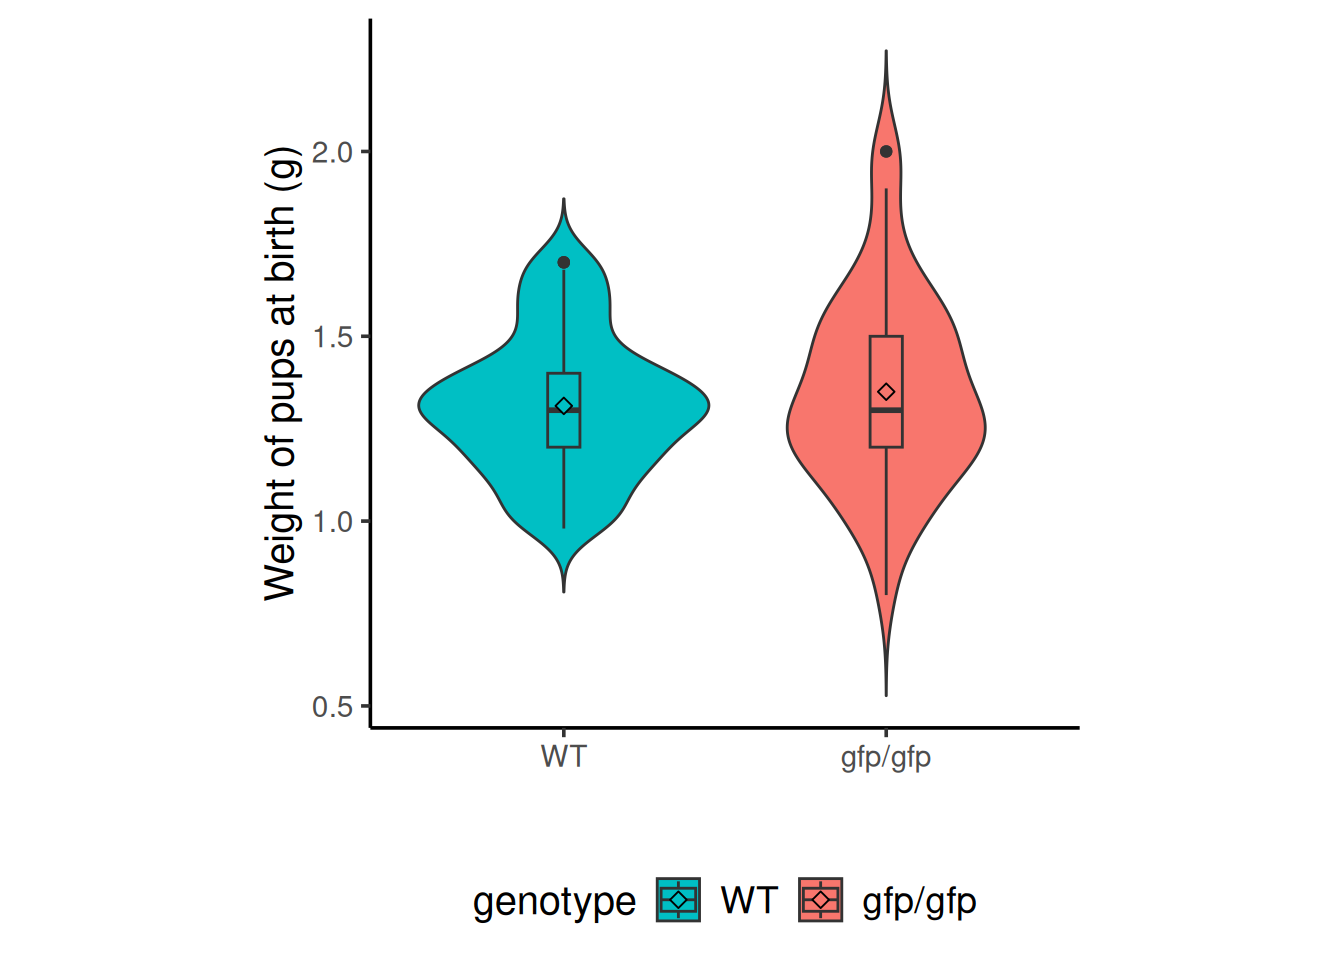 Weight of pups at birth (g)
2.0
1.5
1.0
0.5
WT gfp/gfp
genotype WT gfp/gfp